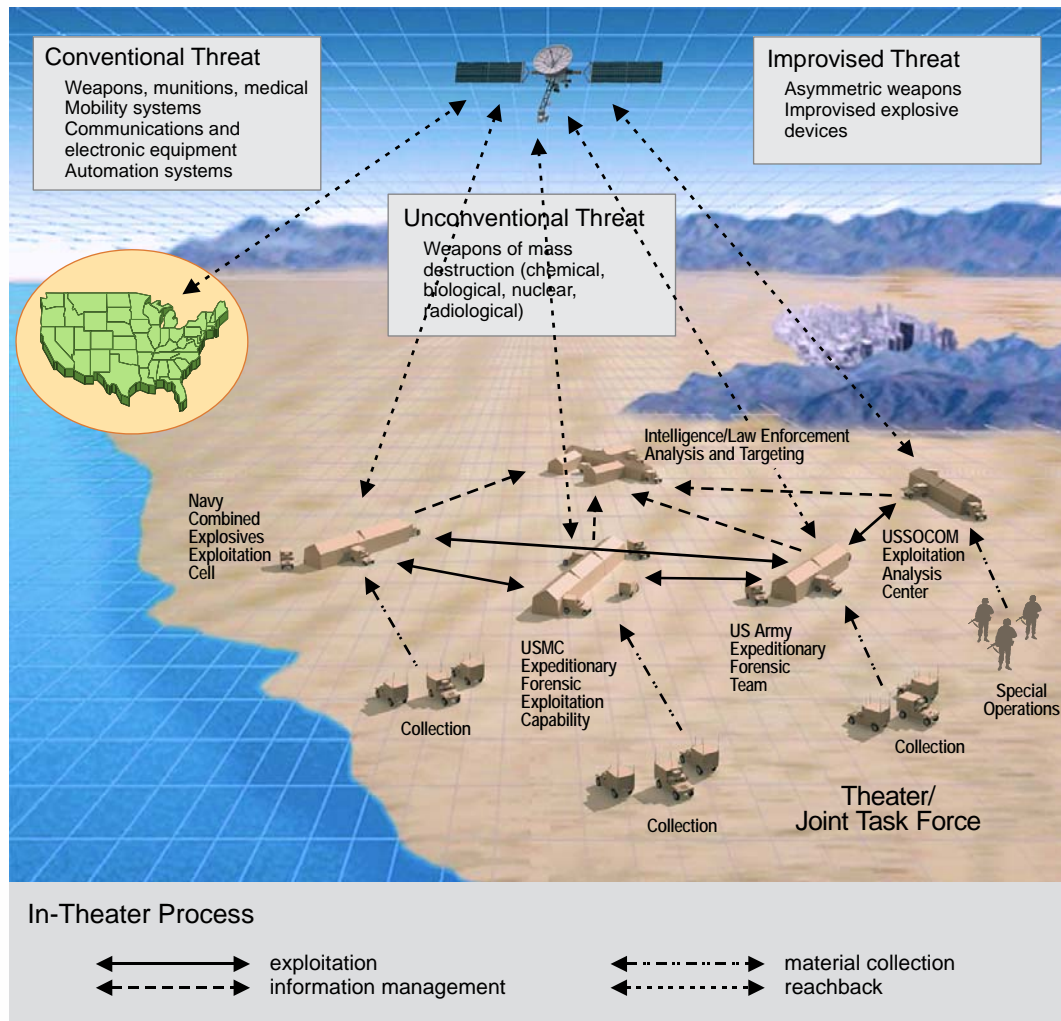 Conventional Threat
Weapons, munitions, medical
Mobility systems
Communications and
electronic equipment
Automation systems
Improvised Threat
Asymmetric weapons
Improvised explosive
devices
Unconventional Threat
Weapons of mass
destruction (chemical,
biological, nuclear,
radiological)
Intelligence/Law Enforcement
Analysis and Targeting
Navy
Combined
Explosives
Exploitation
Cell
USSOCOM
Exploitation
Analysis
Center
USMC
Expeditionary
Forensic
Exploitation
Capability
US Army
Expeditionary
Forensic
Team
Special
Operations
Collection
Collection
Collection
Theater/
Joint Task Force
In-Theater Process
exploitation
information management
material collection
reachback